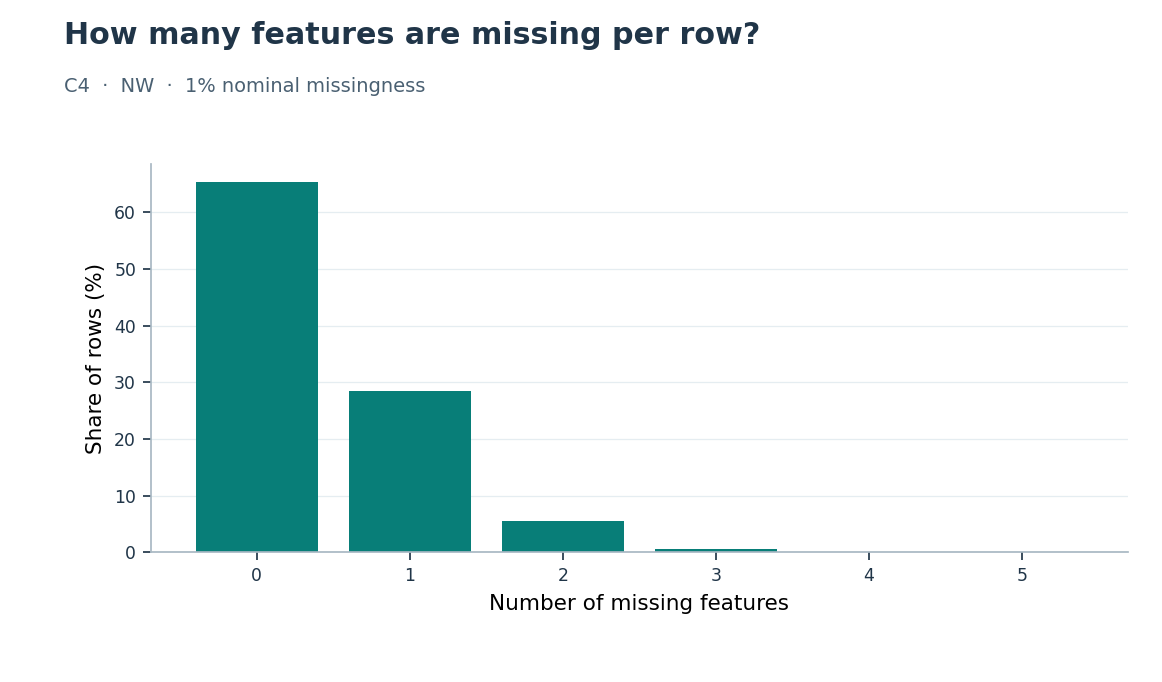 How many features are missing per row?
C4 · NW · 1% nominal missingness
Share of rows (%)
60
50
40
30
20
10
0
0 1 2 3 4 5
Number of missing features